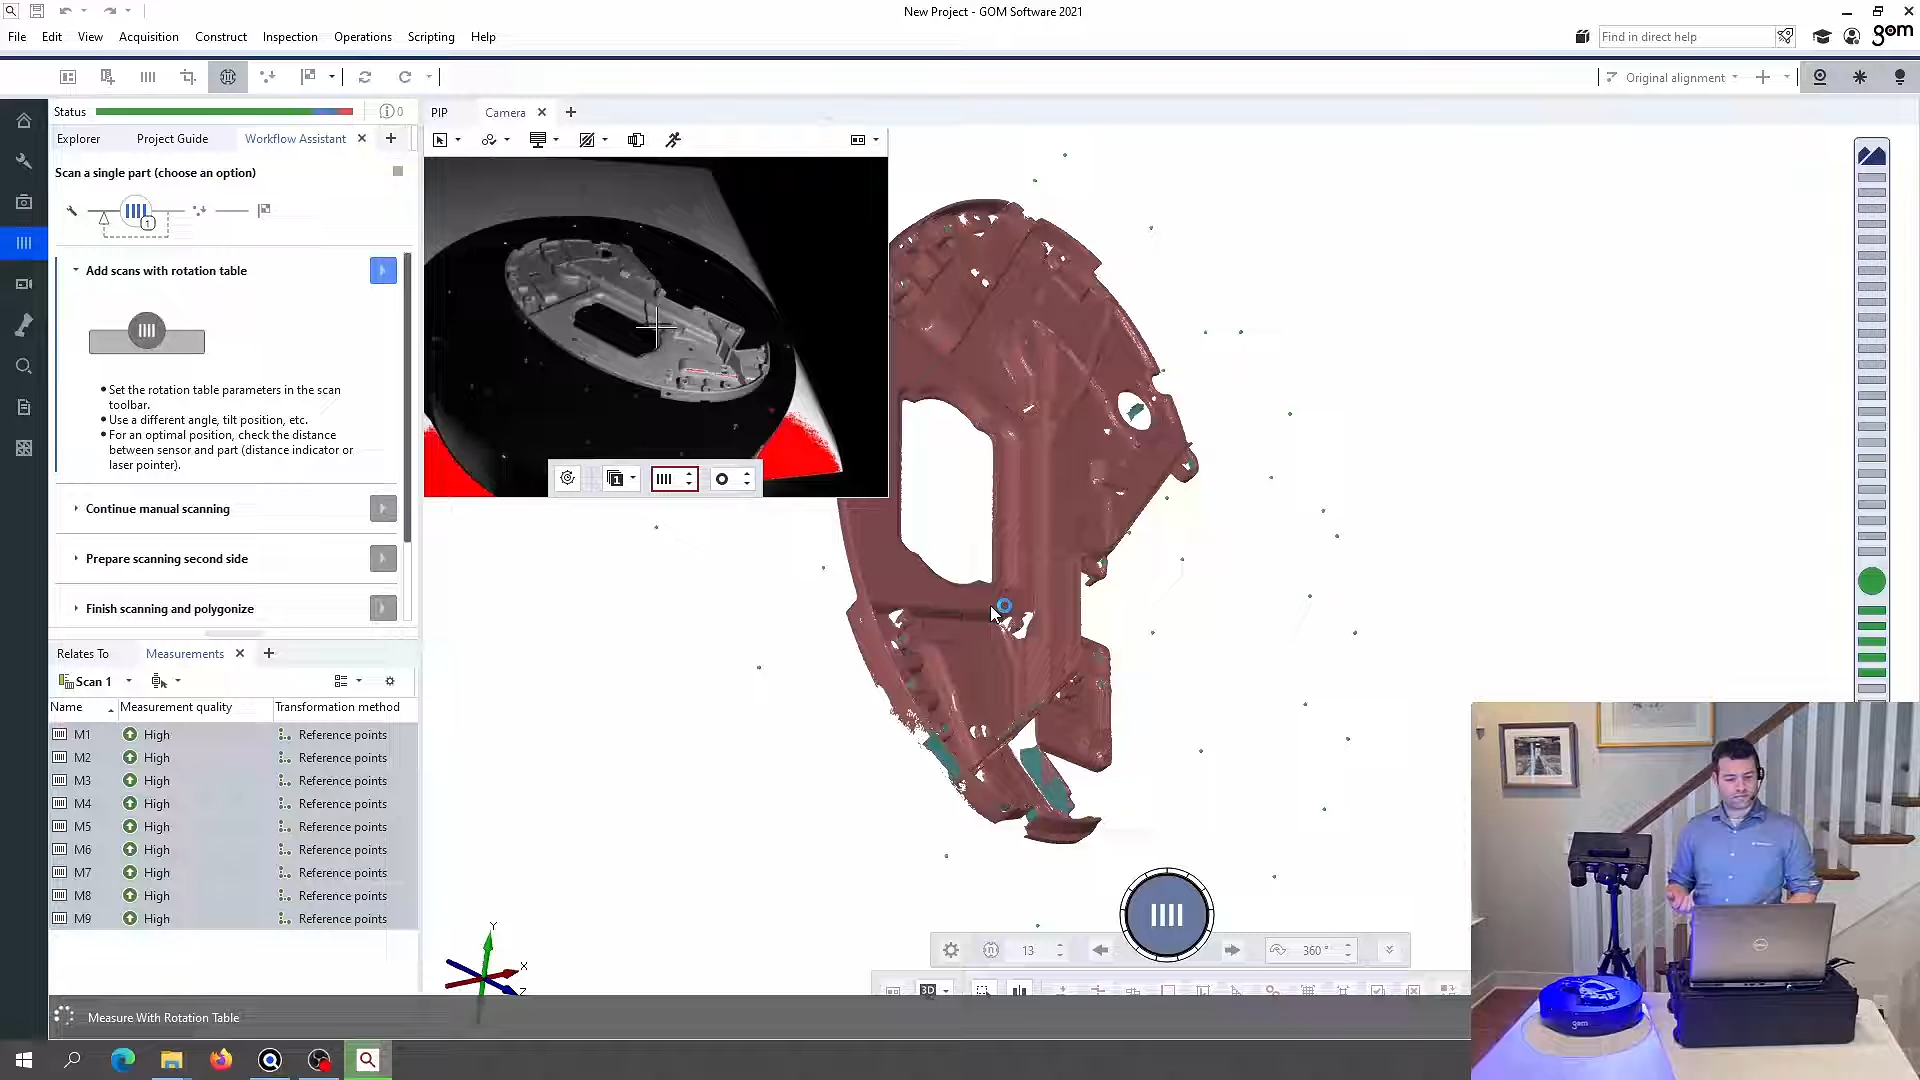 New Project - GOM Software 2021
File Edit View Acquisition Construct Inspection Operations Scripting Help
Find in direct help
gom
Original alignment
Status
0
PIP
Camera
Explorer
Project Guide
Workflow Assistant
Scan a single part (choose an option)
1
Add scans with rotation table
Set the rotation table parameters in the scan
toolbar.
Use a different angle, tilt position, etc.
For an optimal position, check the distance
between sensor and part (distance indicator or
laser pointer).
Continue manual scanning
Prepare scanning second side
Finish scanning and polygonize
1
Relates To
Measurements
Scan 1
Name
Measurement quality
Transformation method
M1 High Reference points
M2 High Reference points
M3 High Reference points
M4 High Reference points
M5 High Reference points
M6 High Reference points
M7 High Reference points
M8 High Reference points
M9 High Reference points
Y
X
Z
13
360 °
3D
Measure With Rotation Table
gom
DELL